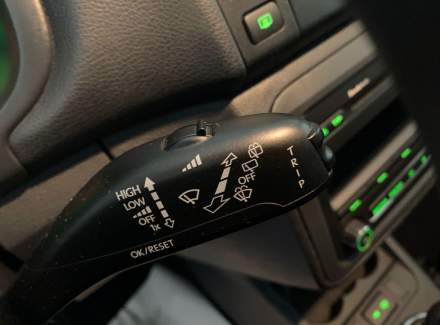 HIGH
LOW
OFF
1x
OFF
TRIP
OK/RESET